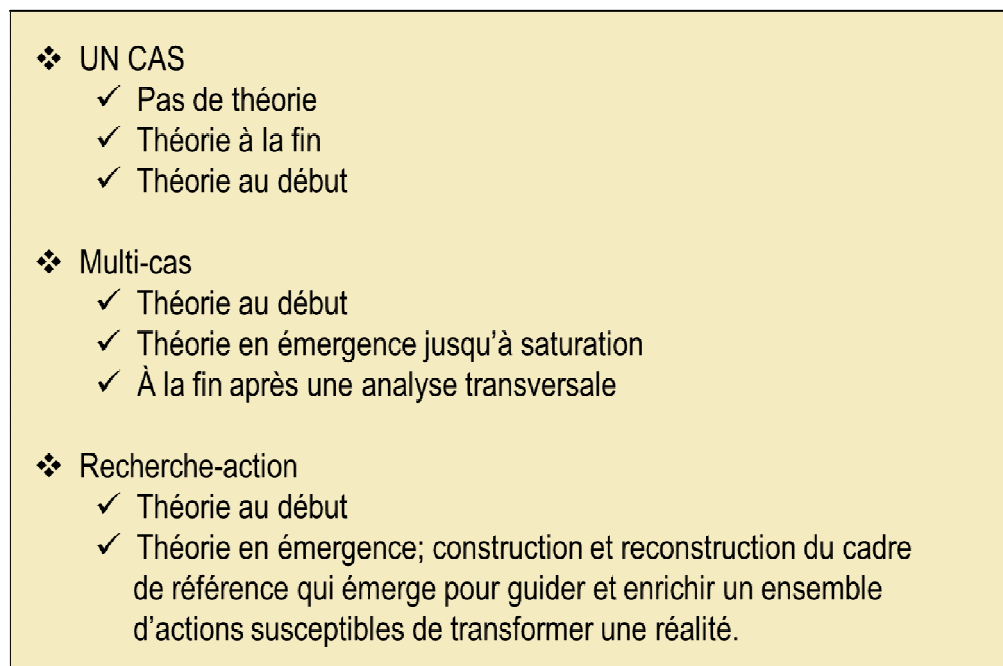 ❖ UN CAS
✓ Pas de théorie
✓ Théorie à la fin
✓ Théorie au début
❖ Multi-cas
✓ Théorie au début
✓ Théorie en émergence jusqu’à saturation
✓ À la fin après une analyse transversale
❖ Recherche-action
✓ Théorie au début
✓ Théorie en émergence; construction et reconstruction du cadre
de référence qui émerge pour guider et enrichir un ensemble
d’actions susceptibles de transformer une réalité.